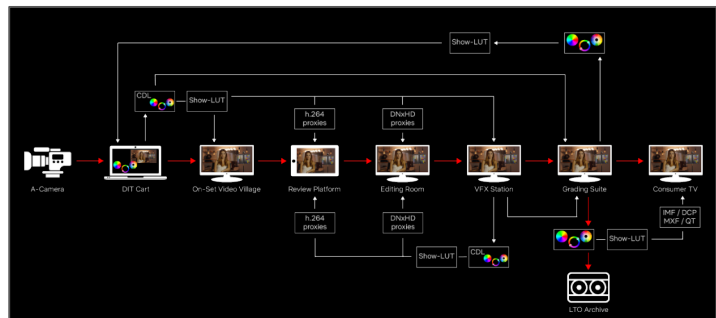 Show-LUT
CDL
Show-LUT
h.264
proxies
DNxHD
proxies
A-Camera
DIT Cart
On-Set Video Village
Review Platform
Editing Room
VFX Station
Grading Suite
Consumer TV
h.264
proxies
DNxHD
proxies
IMF / DCP
MXF / QT
Show-LUT
Show-LUT
CDL
LTO Archive